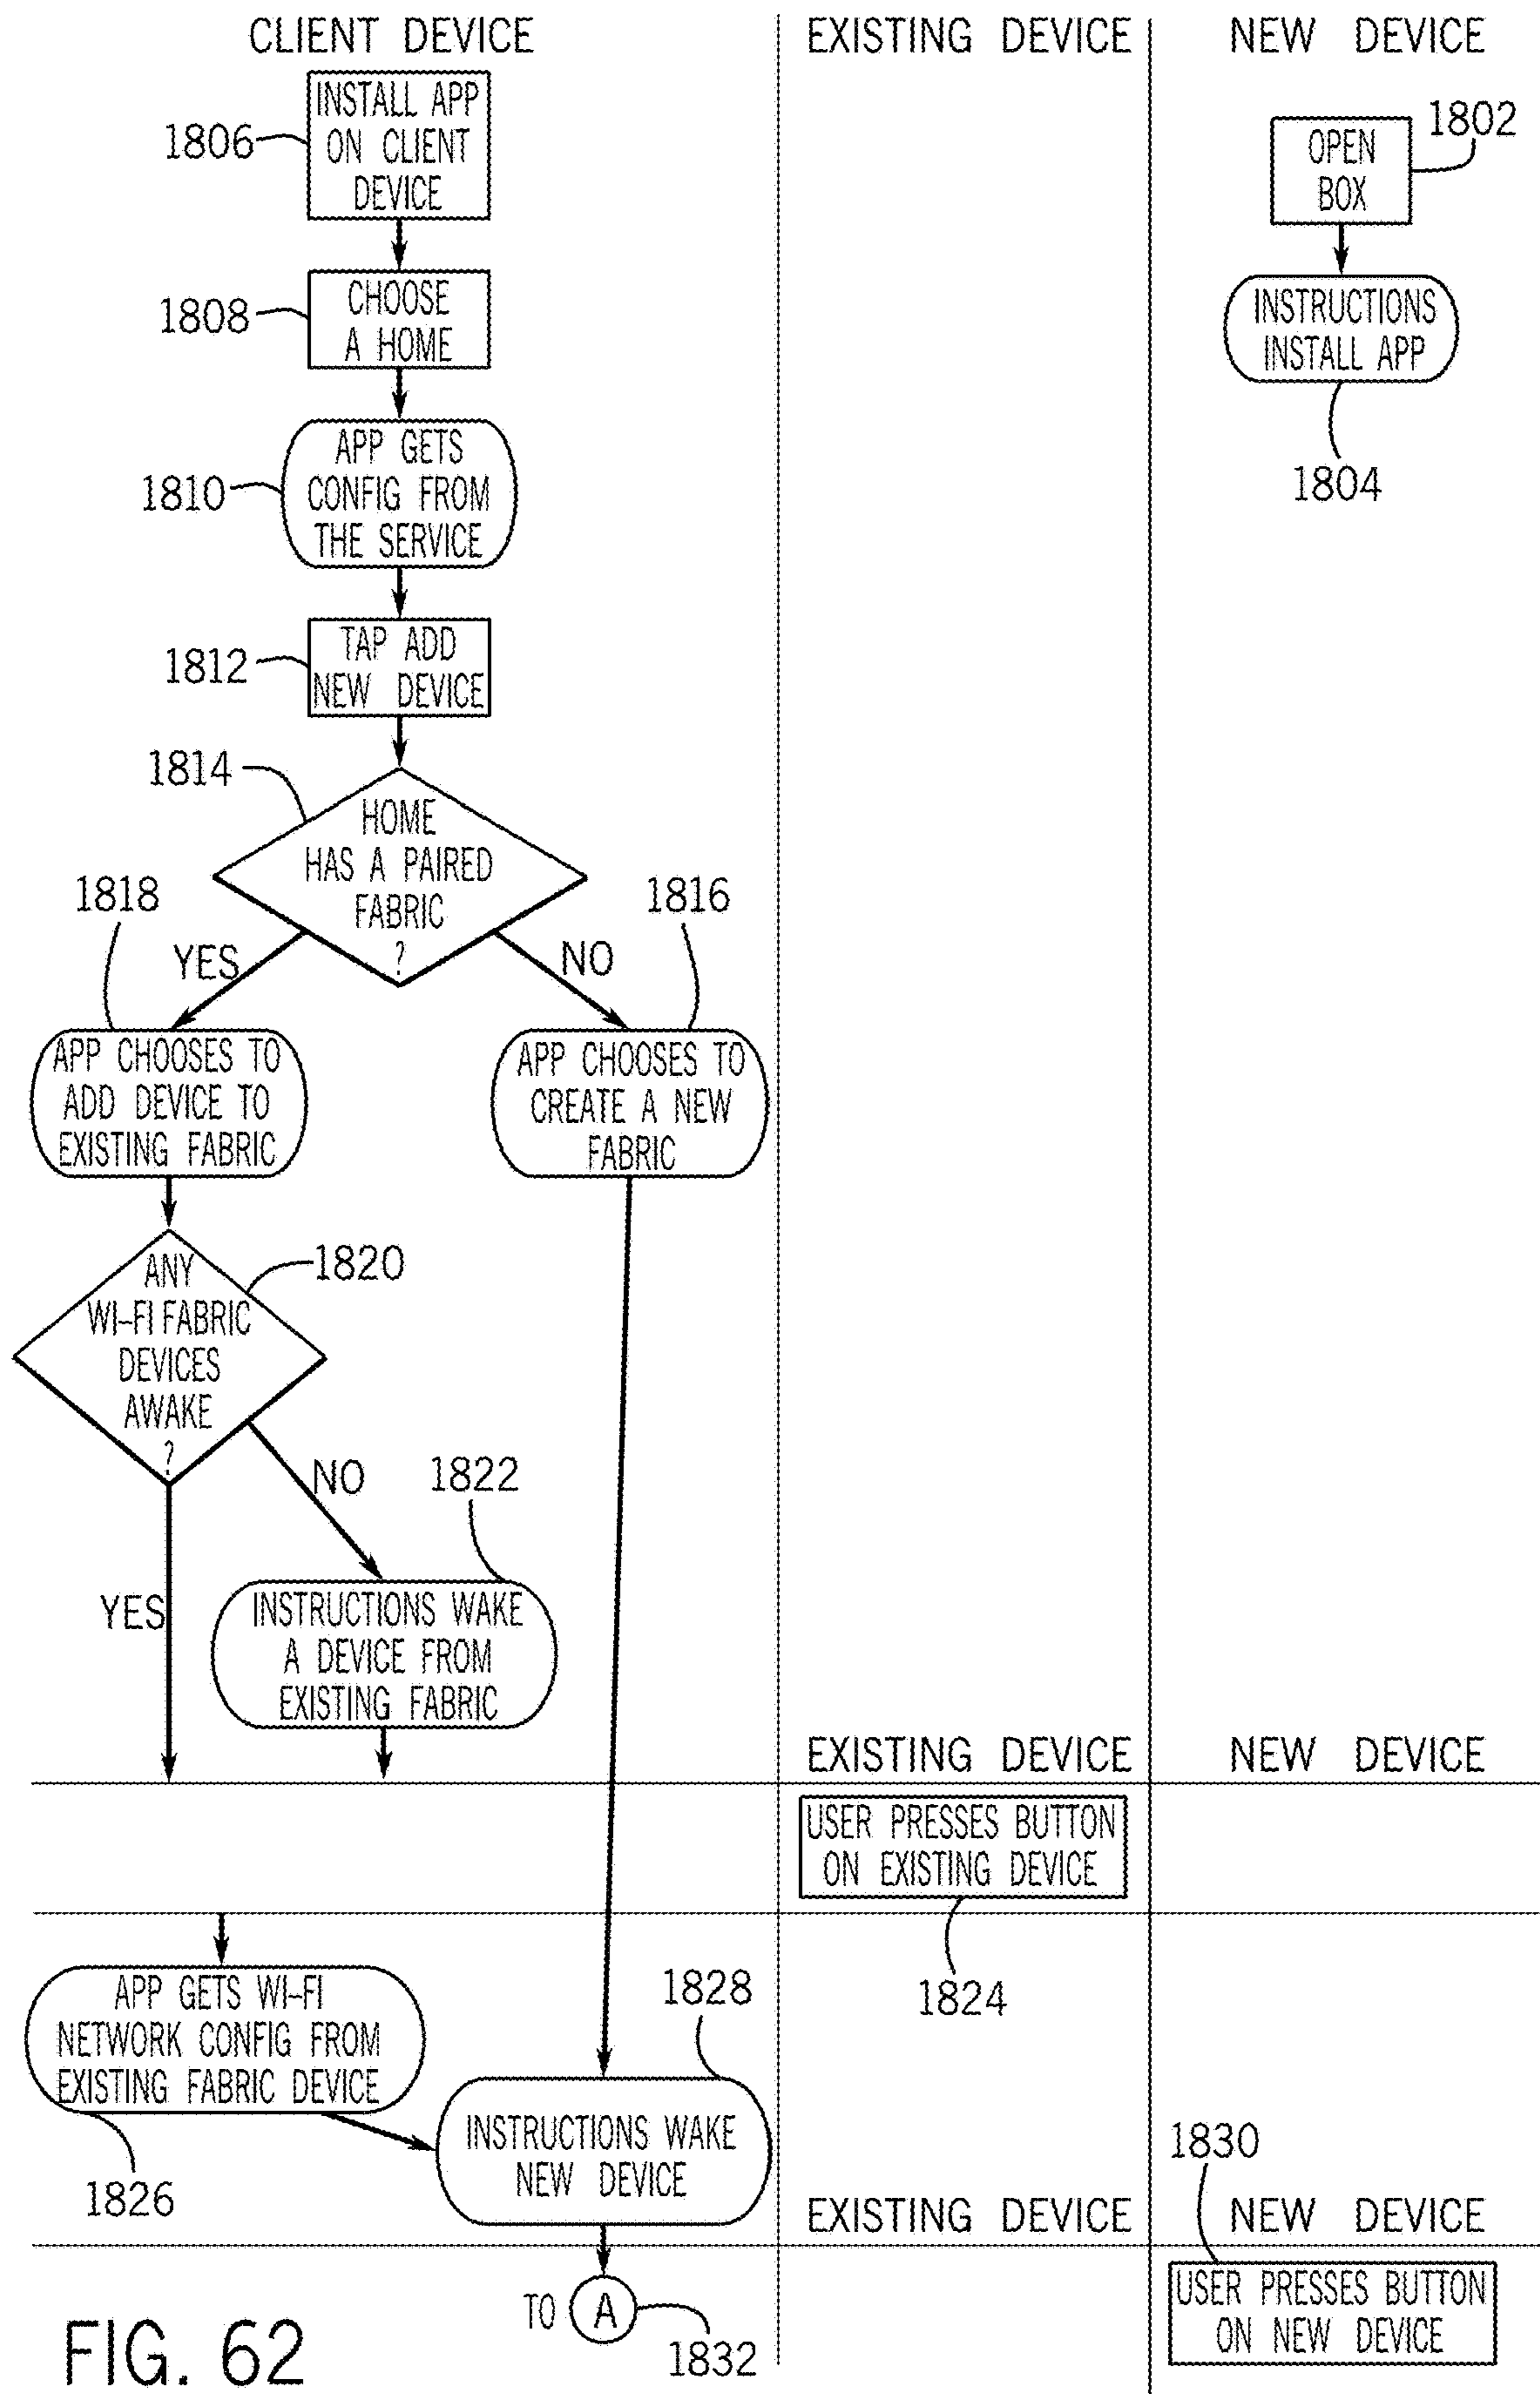 CLIENT DEVICE
EXISTING DEVICE
NEW DEVICE
INSTALL APP
ON CLIENT
DEVICE
1806
1802
OPEN
BOX
CHOOSE
A HOME
1808
INSTRUCTIONS
INSTALL APP
1804
APP GETS
CONFIG FROM
THE SERVICE
1810
TAP ADD
NEW DEVICE
1812
1814
HOME
HAS A PAIRED
FABRIC
?
1818
1816
YES
NO
APP CHOOSES TO
ADD DEVICE TO
EXISTING FABRIC
APP CHOOSES TO
CREATE A NEW
FABRIC
ANY
WI-FI FABRIC
DEVICES
AWAKE
?
1820
NO
1822
YES
INSTRUCTIONS WAKE
A DEVICE FROM
EXISTING FABRIC
EXISTING DEVICE
NEW DEVICE
USER PRESSES BUTTON
ON EXISTING DEVICE
1824
APP GETS WI-FI
NETWORK CONFIG FROM
EXISTING FABRIC DEVICE
1826
1828
INSTRUCTIONS WAKE
NEW DEVICE
1830
EXISTING DEVICE
NEW DEVICE
USER PRESSES BUTTON
ON NEW DEVICE
TO A
1832
FIG. 62